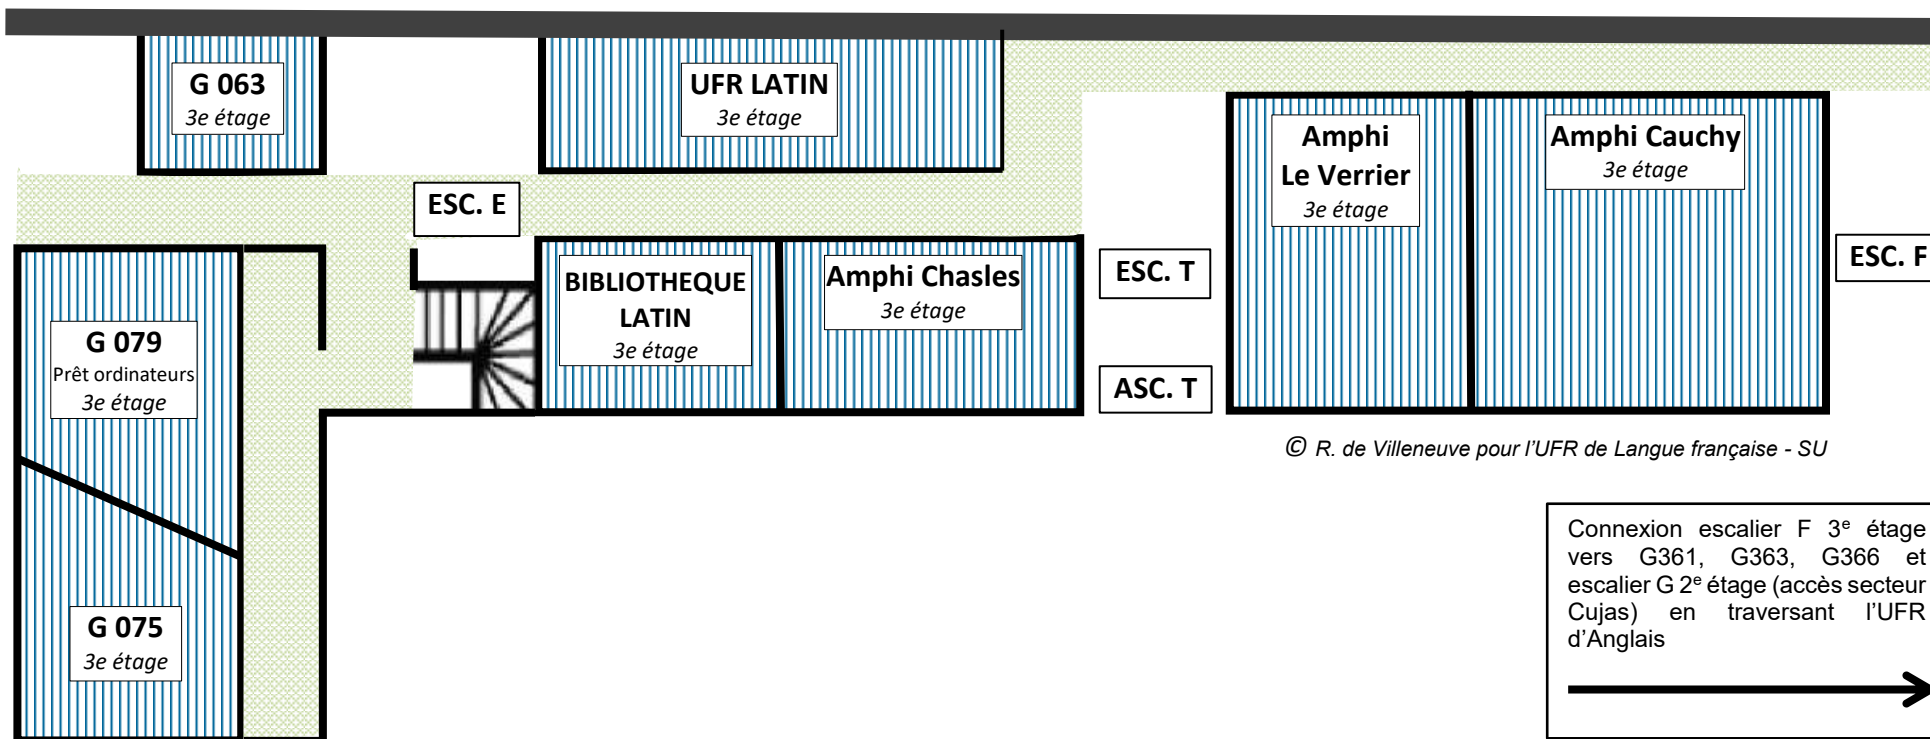 G 063
3e étage
UFR LATIN
3e étage
Amphi
Le Verrier
3e étage
Amphi Cauchy
3e étage
ESC. E
BIBLIOTHEQUE
LATIN
3e étage
Amphi Chasles
3e étage
ESC. T
ASC. T
ESC. F
G 079
Prêt ordinateurs
3e étage
G 075
3e étage
© R. de Villeneuve pour l’UFR de Langue française - SU
Connexion escalier F 3e étage
vers G361, G363, G366 et
escalier G 2e étage (accès secteur
Cujas) en traversant l’UFR
d’Anglais